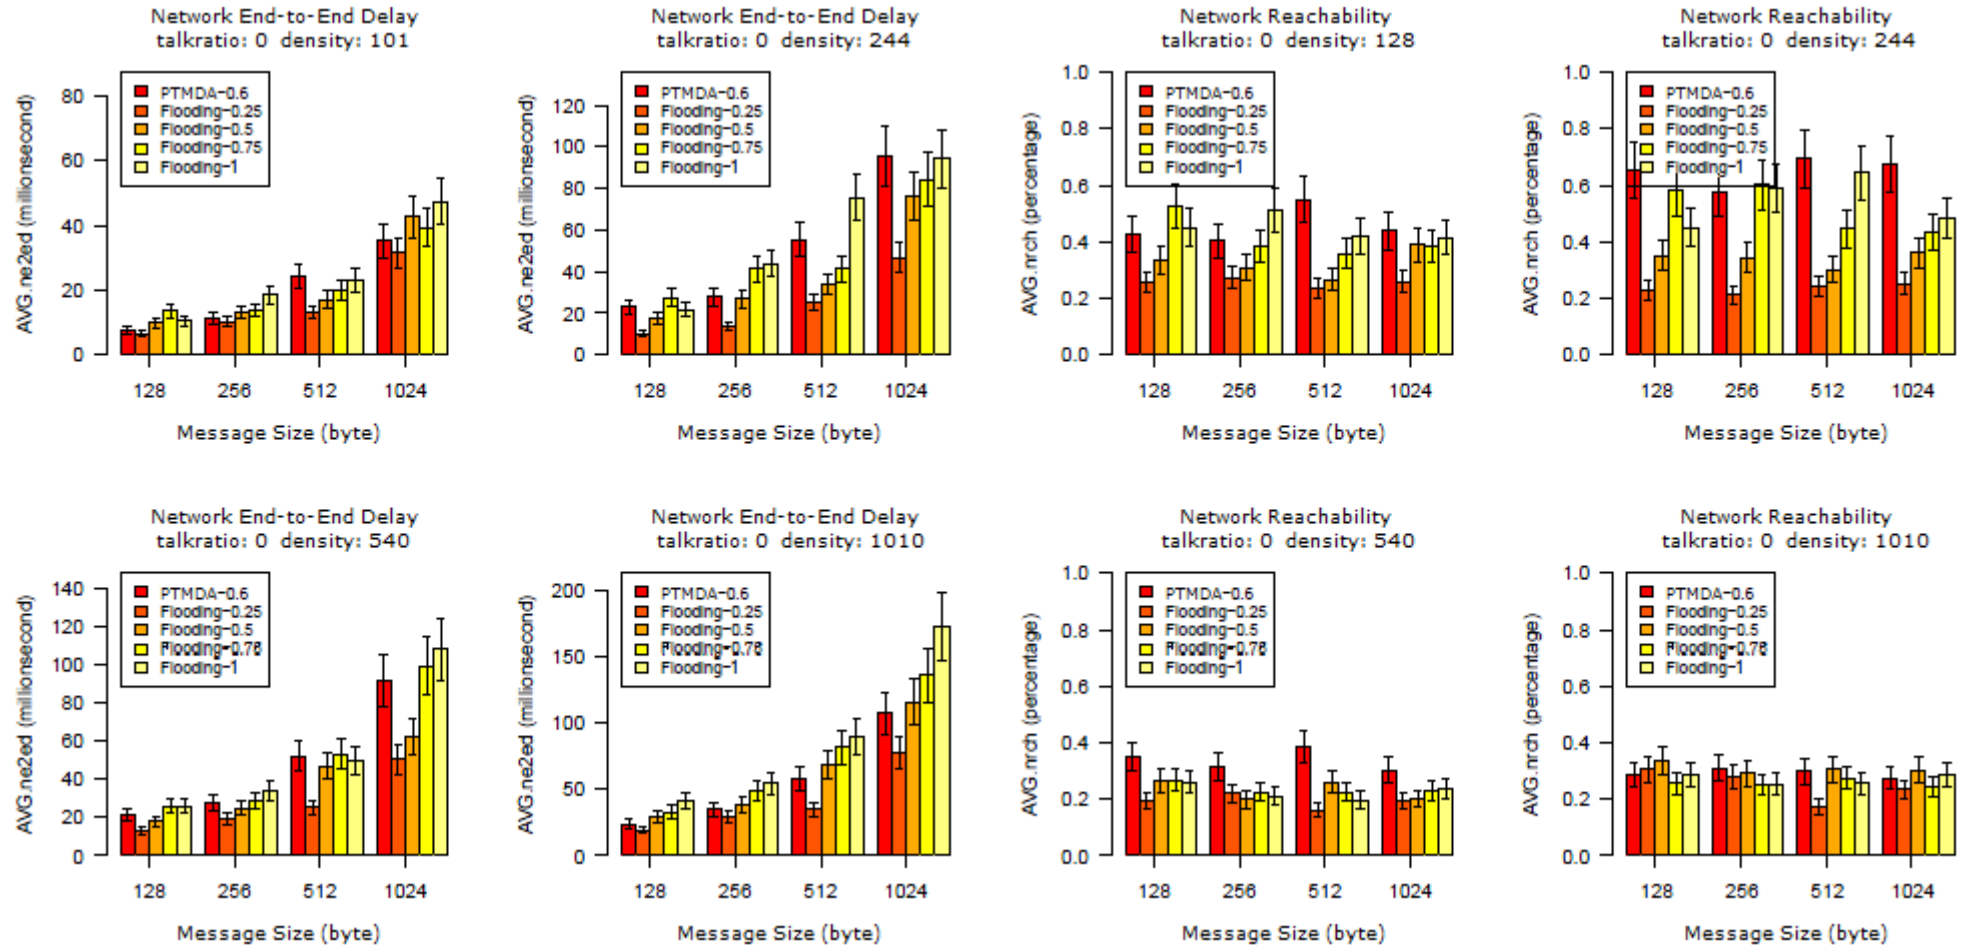 Network End-to-End Delay
talkratio: 0 density: 101
AVG.ne2ed (millionsecond)
80
60
40
20
0
PTMDA-0.6
Flooding-0.25
Flooding-0.5
Flooding-0.75
Flooding-1
128 256 512 1024
Message Size (byte)
Network End-to-End Delay
talkratio: 0 density: 244
AVG.ne2ed (millionsecond)
120
100
80
60
40
20
0
PTMDA-0.6
Flooding-0.25
Flooding-0.5
Flooding-0.75
Flooding-1
128 256 512 1024
Message Size (byte)
Network Reachability
talkratio: 0 density: 128
AVG.nrch (percentage)
1.0
0.8
0.6
0.4
0.2
0.0
PTMDA-0.6
Flooding-0.25
Flooding-0.5
Flooding-0.75
Flooding-1
128 256 512 1024
Message Size (byte)
Network Reachability
talkratio: 0 density: 244
AVG.nrch (percentage)
1.0
0.8
0.6
0.4
0.2
0.0
PTMDA-0.6
Flooding-0.25
Flooding-0.5
Flooding-0.75
Flooding-1
128 256 512 1024
Message Size (byte)
Network End-to-End Delay
talkratio: 0 density: 540
AVG.ne2ed (millionsecond)
140
120
100
80
60
40
20
0
PTMDA-0.6
Flooding-0.25
Flooding-0.5
Flooding-0.76
Flooding-1
128 256 512 1024
Message Size (byte)
Network End-to-End Delay
talkratio: 0 density: 1010
AVG.ne2ed (millionsecond)
200
150
100
50
0
PTMDA-0.6
Flooding-0.25
Flooding-0.5
Flooding-0.76
Flooding-1
128 256 512 1024
Message Size (byte)
Network Reachability
talkratio: 0 density: 540
AVG.nrch (percentage)
1.0
0.8
0.6
0.4
0.2
0.0
PTMDA-0.6
Flooding-0.25
Flooding-0.5
Flooding-0.76
Flooding-1
128 256 512 1024
Message Size (byte)
Network Reachability
talkratio: 0 density: 1010
AVG.nrch (percentage)
1.0
0.8
0.6
0.4
0.2
0.0
PTMDA-0.6
Flooding-0.25
Flooding-0.5
Flooding-0.76
Flooding-1
128 256 512 1024
Message Size (byte)